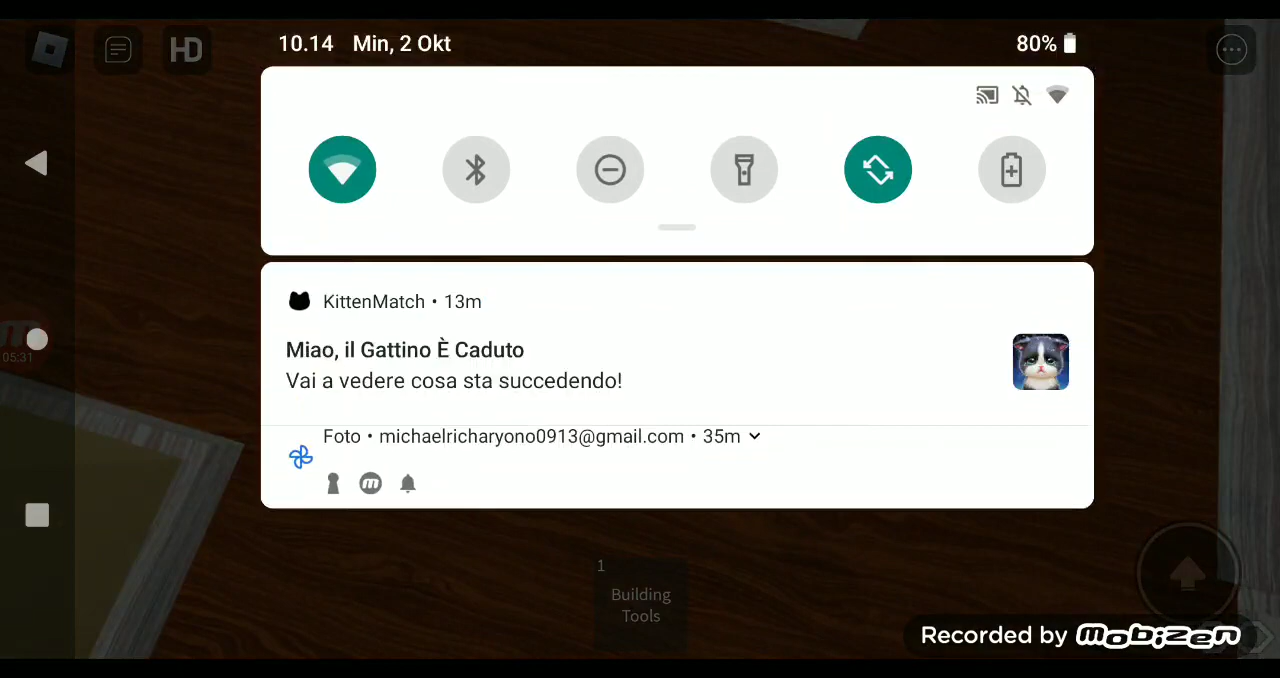 HD
10.14 Min, 2 Okt
80%
KittenMatch • 13m
Miao, il Gattino È Caduto
Vai a vedere cosa sta succedendo!
Foto • michaelricharyono0913@gmail.com • 35m
05:31
1
Building
Tools
Recorded by mobizen